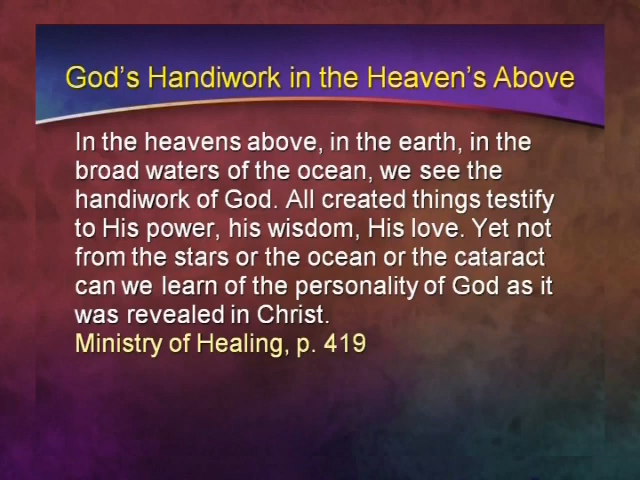 God's Handiwork in the Heaven's Above
In the heavens above, in the earth, in the
broad waters of the ocean, we see the
handiwork of God. All created things testify
to His power, his wisdom, His love. Yet not
from the stars or the ocean or the cataract
can we learn of the personality of God as it
was revealed in Christ.
Ministry of Healing, p. 419